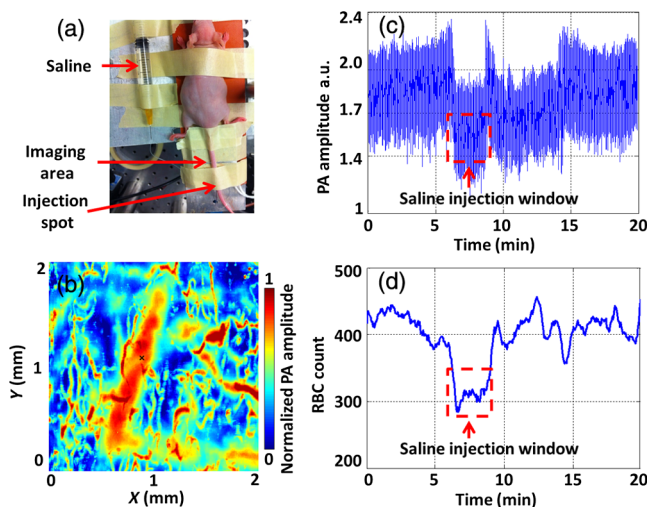 (a)
Saline
Imaging
area
Injection
spot
(b)
2
1
0
Y (mm)
0
1
2
X (mm)
1
0
Normalized PA amplitude
(c)
2.4
2.0
1.7
1.4
1
PA amplitude a.u.
Saline injection window
0 5 10 15 20
Time (min)
(d)
500
400
300
200
RBC count
Saline injection window
0 5 10 15 20
Time (min)